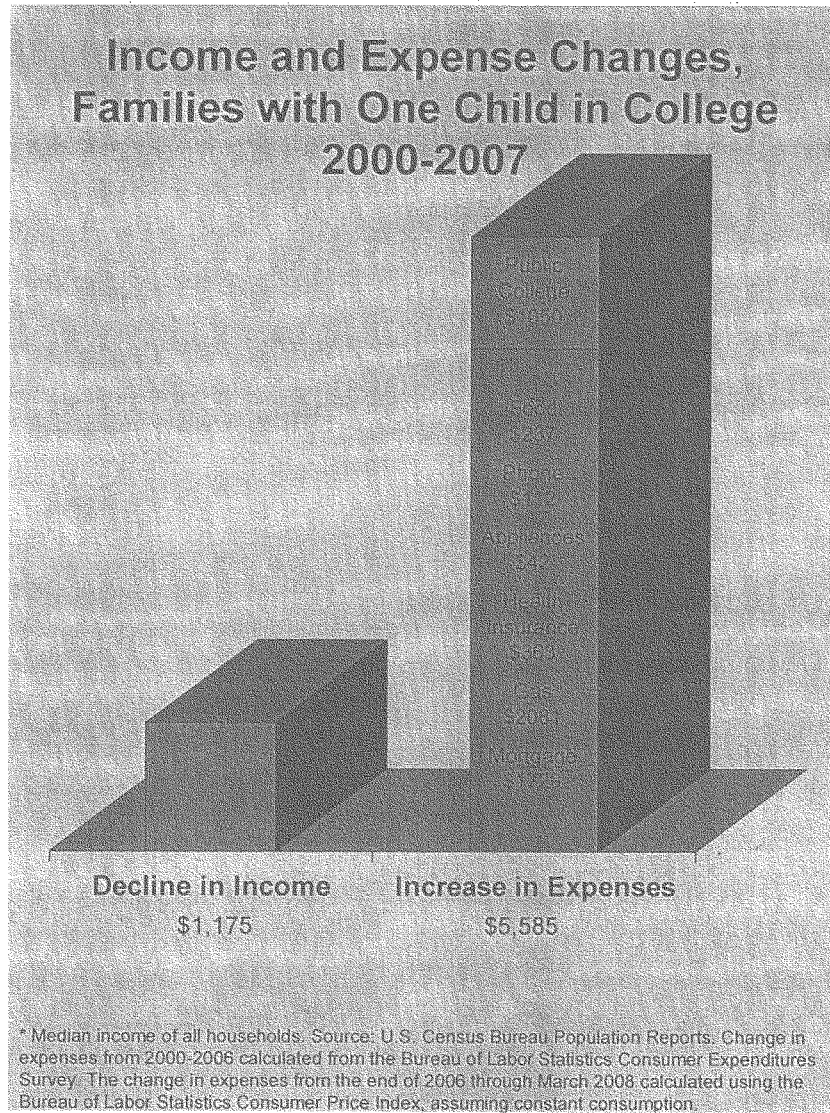 Income and Expense Changes,
Families with One Child in College
2000-2007
Public
College
Food
Phone
Appliances
Health
Insurance
$363
Gas
Mortgage
Decline in Income
$1,175
Increase in Expenses
$5,585
* Median income of all households. Source: U.S. Census Bureau Population Reports. Change in
expenses from 2000-2006 calculated from the Bureau of Labor Statistics Consumer Expenditures
Survey. The change in expenses from the end of 2006 through March 2008 calculated using the
Bureau of Labor Statistics Consumer Price Index, assuming constant consumption.